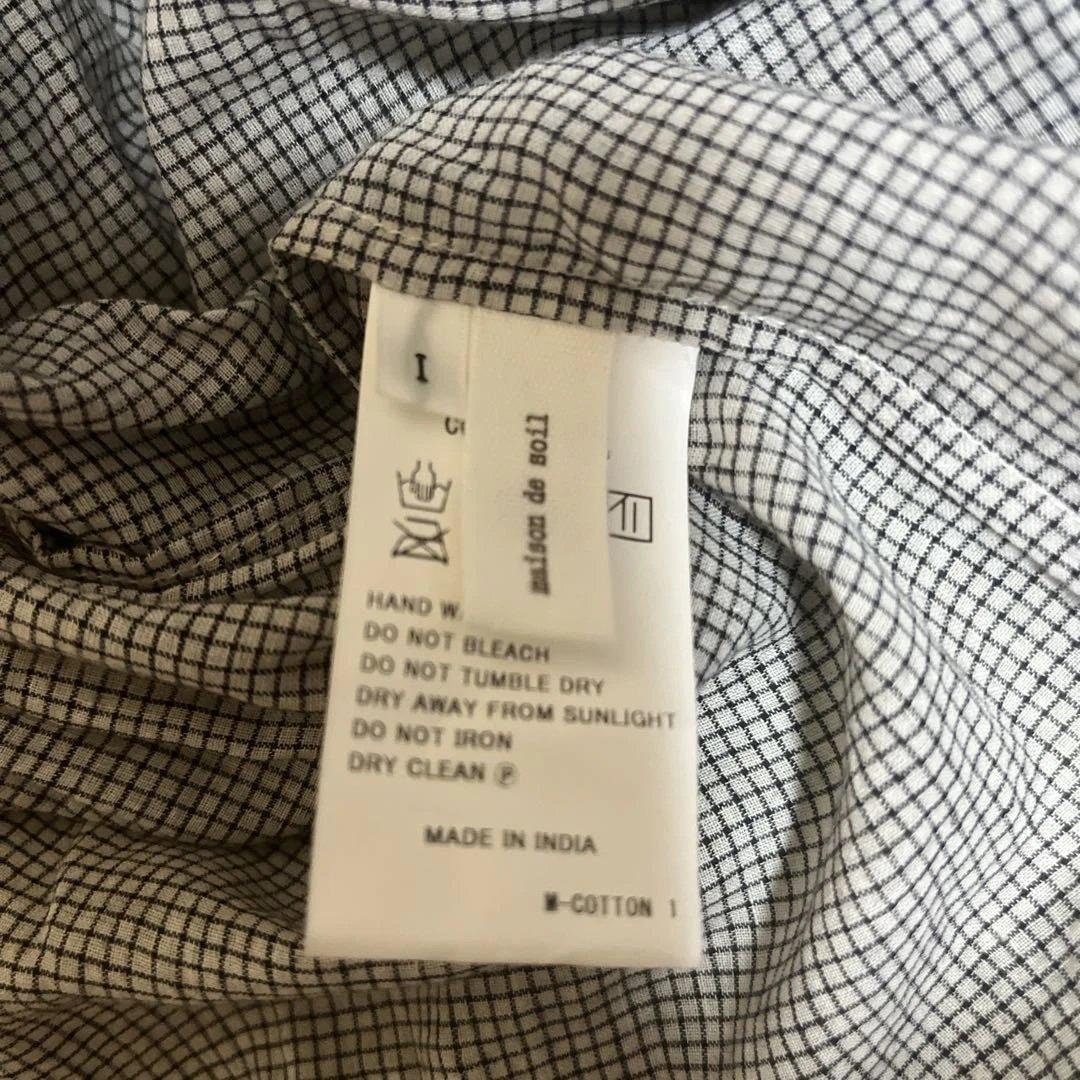 I
maison de soil
HAND
DO NOT BLEACH
DO NOT TUMBLE DRY
DRY AWAY FROM SUNLIGHT
DO NOT IRON
DRY CLEAN Ⓟ
MADE IN INDIA
M-COTTON 1